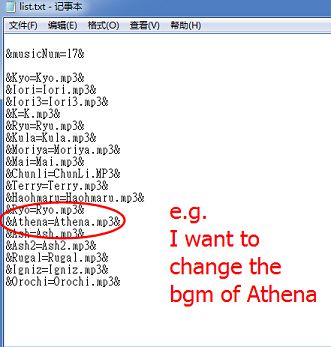 list.txt - 记事本
文件(F) 编辑(E) 格式(O) 查看(V) 帮助(H)
&musicNum=17&
&Kyo=Kyo.mp3&
&Iori=Iori.mp3&
&Iori3=Iori3.mp3&
&K=K.mp3&
&Ryu=Ryu.mp3&
&Kula=Kula.mp3&
&Moriya=Moriya.mp3&
&Mai=Mai.mp3&
&Chunli=ChunLi.MP3&
&Terry=Terry.mp3&
&Haohmaru=Haohmaru.mp3&
&Ryo=Ryo.mp3&
&Athena=Athena.mp3&
&Ash=Ash.mp3&
&Ash2=Ash2.mp3&
&Rugal=Rugal.mp3&
&Igniz=Igniz.mp3&
&Orochi=Orochi.mp3&
e.g.
I want to
change the
bgm of Athena